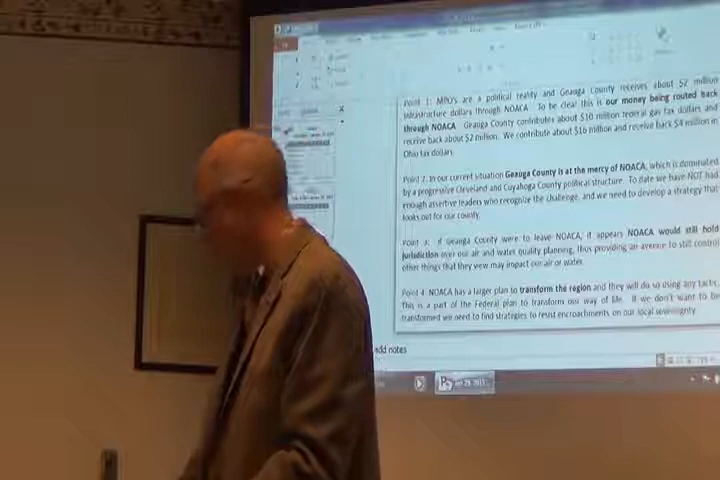 Point 1: MPO's are a political reality and Geauga County receives about $2 million
infrastructure dollars through NOACA. To be clear this is our money being routed back
through NOACA. Geauga County contributes about $10 million federal gas tax dollars and
receive back about $2 million. We contribute about $16 million and receive back $4 million in
Ohio tax dollars.
Point 2: In our current situation Geauga County is at the mercy of NOACA, which is dominated
by a progressive Cleveland and Cuyahoga County political structure. To date we have NOT had
enough assertive leaders who recognize the challenge, and we need to develop a strategy that
looks out for our county.
Point 3: If Geauga County were to leave NOACA, it appears NOACA would still hold
jurisdiction over our air and water quality planning, thus providing an avenue to still control
other things that they view may impact our air or water.
Point 4: NOACA has a larger plan to transform the region and they will do so using any tactic.
This is a part of the Federal plan to transform our way of life. If we don't want to be
transformed we need to find strategies to resist encroachments on our local sovereignty.
add notes